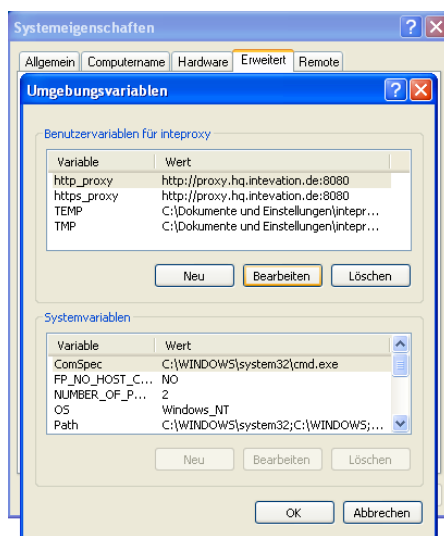 Systemeigenschaften
Allgemein Computername Hardware Erweitert Remote
Umgebungsvariablen
Benutzervariablen für inteproxy
Variable Wert
http_proxy http://proxy.hq.intevation.de:8080
https_proxy http://proxy.hq.intevation.de:8080
TEMP C:\Dokumente und Einstellungen\intepr...
TMP C:\Dokumente und Einstellungen\intepr...
Neu Bearbeiten Löschen
Systemvariablen
Variable Wert
ComSpec C:\WINDOWS\system32\cmd.exe
FP_NO_HOST_C... NO
NUMBER_OF_P... 2
OS Windows_NT
Path C:\WINDOWS\system32;C:\WINDOWS;...
Neu Bearbeiten Löschen
OK Abbrechen